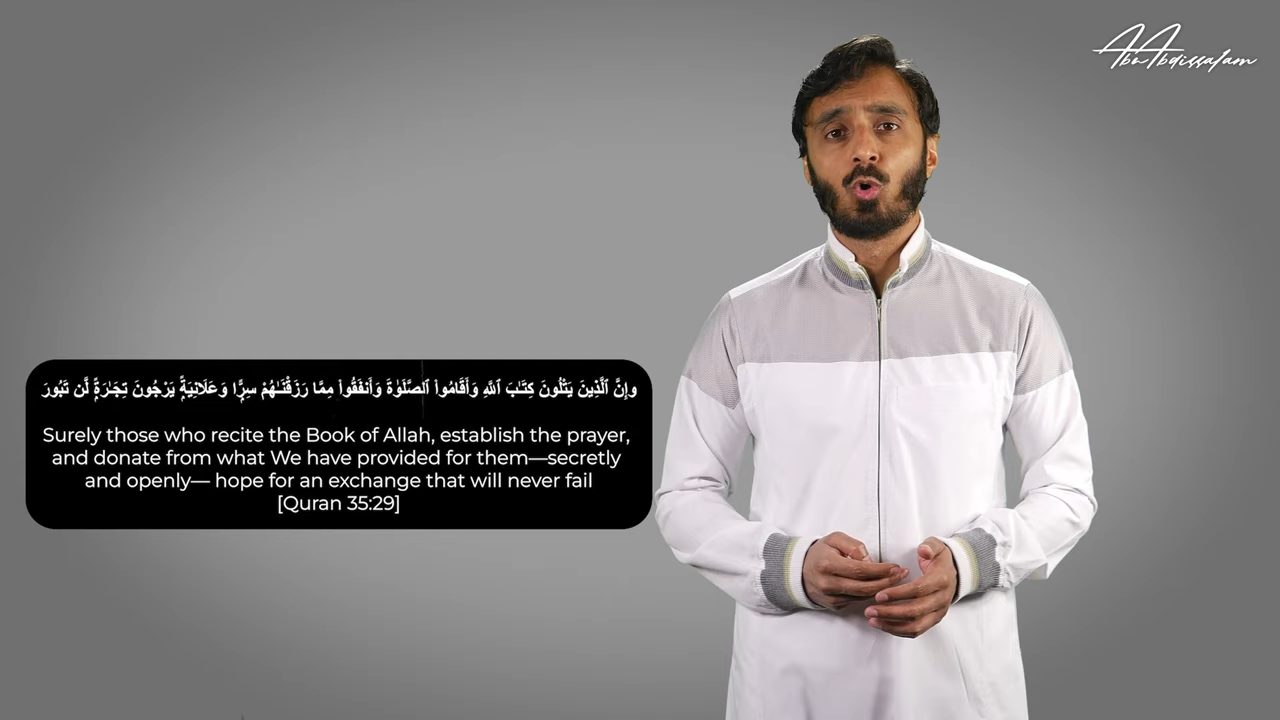 AbuAbdissalam
وإِنَّ ٱلَّذِينَ يَتْلُونَ كِتَٰبَ ٱللَّهِ وَأَقَامُوا۟ ٱلصَّلَوٰةَ وَأَنفَقُوا۟ مِمَّا رَزَقْنَٰهُمْ سِرًّا وَعَلَانِيَةً يَرْجُونَ تِجَٰرَةً لَّن تَبُورَ
Surely those who recite the Book of Allah, establish the prayer,
and donate from what We have provided for them—secretly
and openly— hope for an exchange that will never fail
[Quran 35:29]